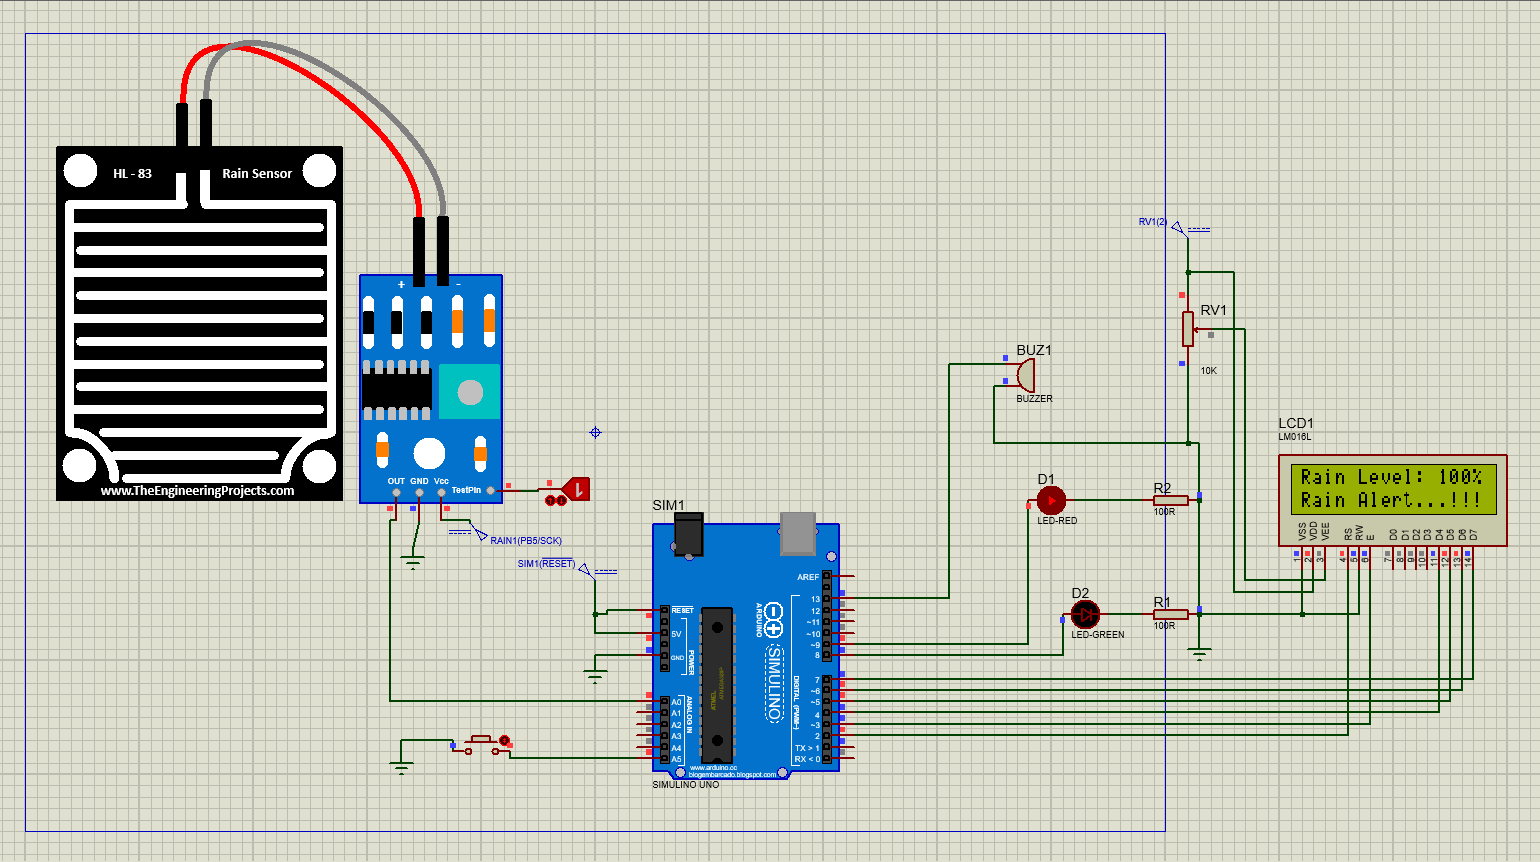 HL - 83
Rain Sensor
www.TheEngineeringProjects.com
+
-
OUT GND Vcc
TestPin
1
RAIN1(PB5/SCK)
SIM1(RESET)
SIM1
RESET
5V
GND
POWER
A0
A1
A2
A3
A4
A5
ANALOG IN
ATMEL
AREF
13
12
~11
~10
~9
8
7
~6
~5
4
~3
2
TX > 1
RX < 0
DIGITAL (PWM~)
ARDUINO
SIMULINO
www.arduino.cc
blogembarcado.blogspot.com
SIMULINO UNO
BUZ1
BUZZER
D1
LED-RED
R2
100R
D2
LED-GREEN
R1
100R
RV1(2)
RV1
10K
LCD1
LM016L
Rain Level: 100%
Rain Alert...!!!
VSS
VDD
VEE
RS
RW
E
D0
D1
D2
D3
D4
D5
D6
D7
1
2
3
4
5
6
7
8
9
10
11
12
13
14